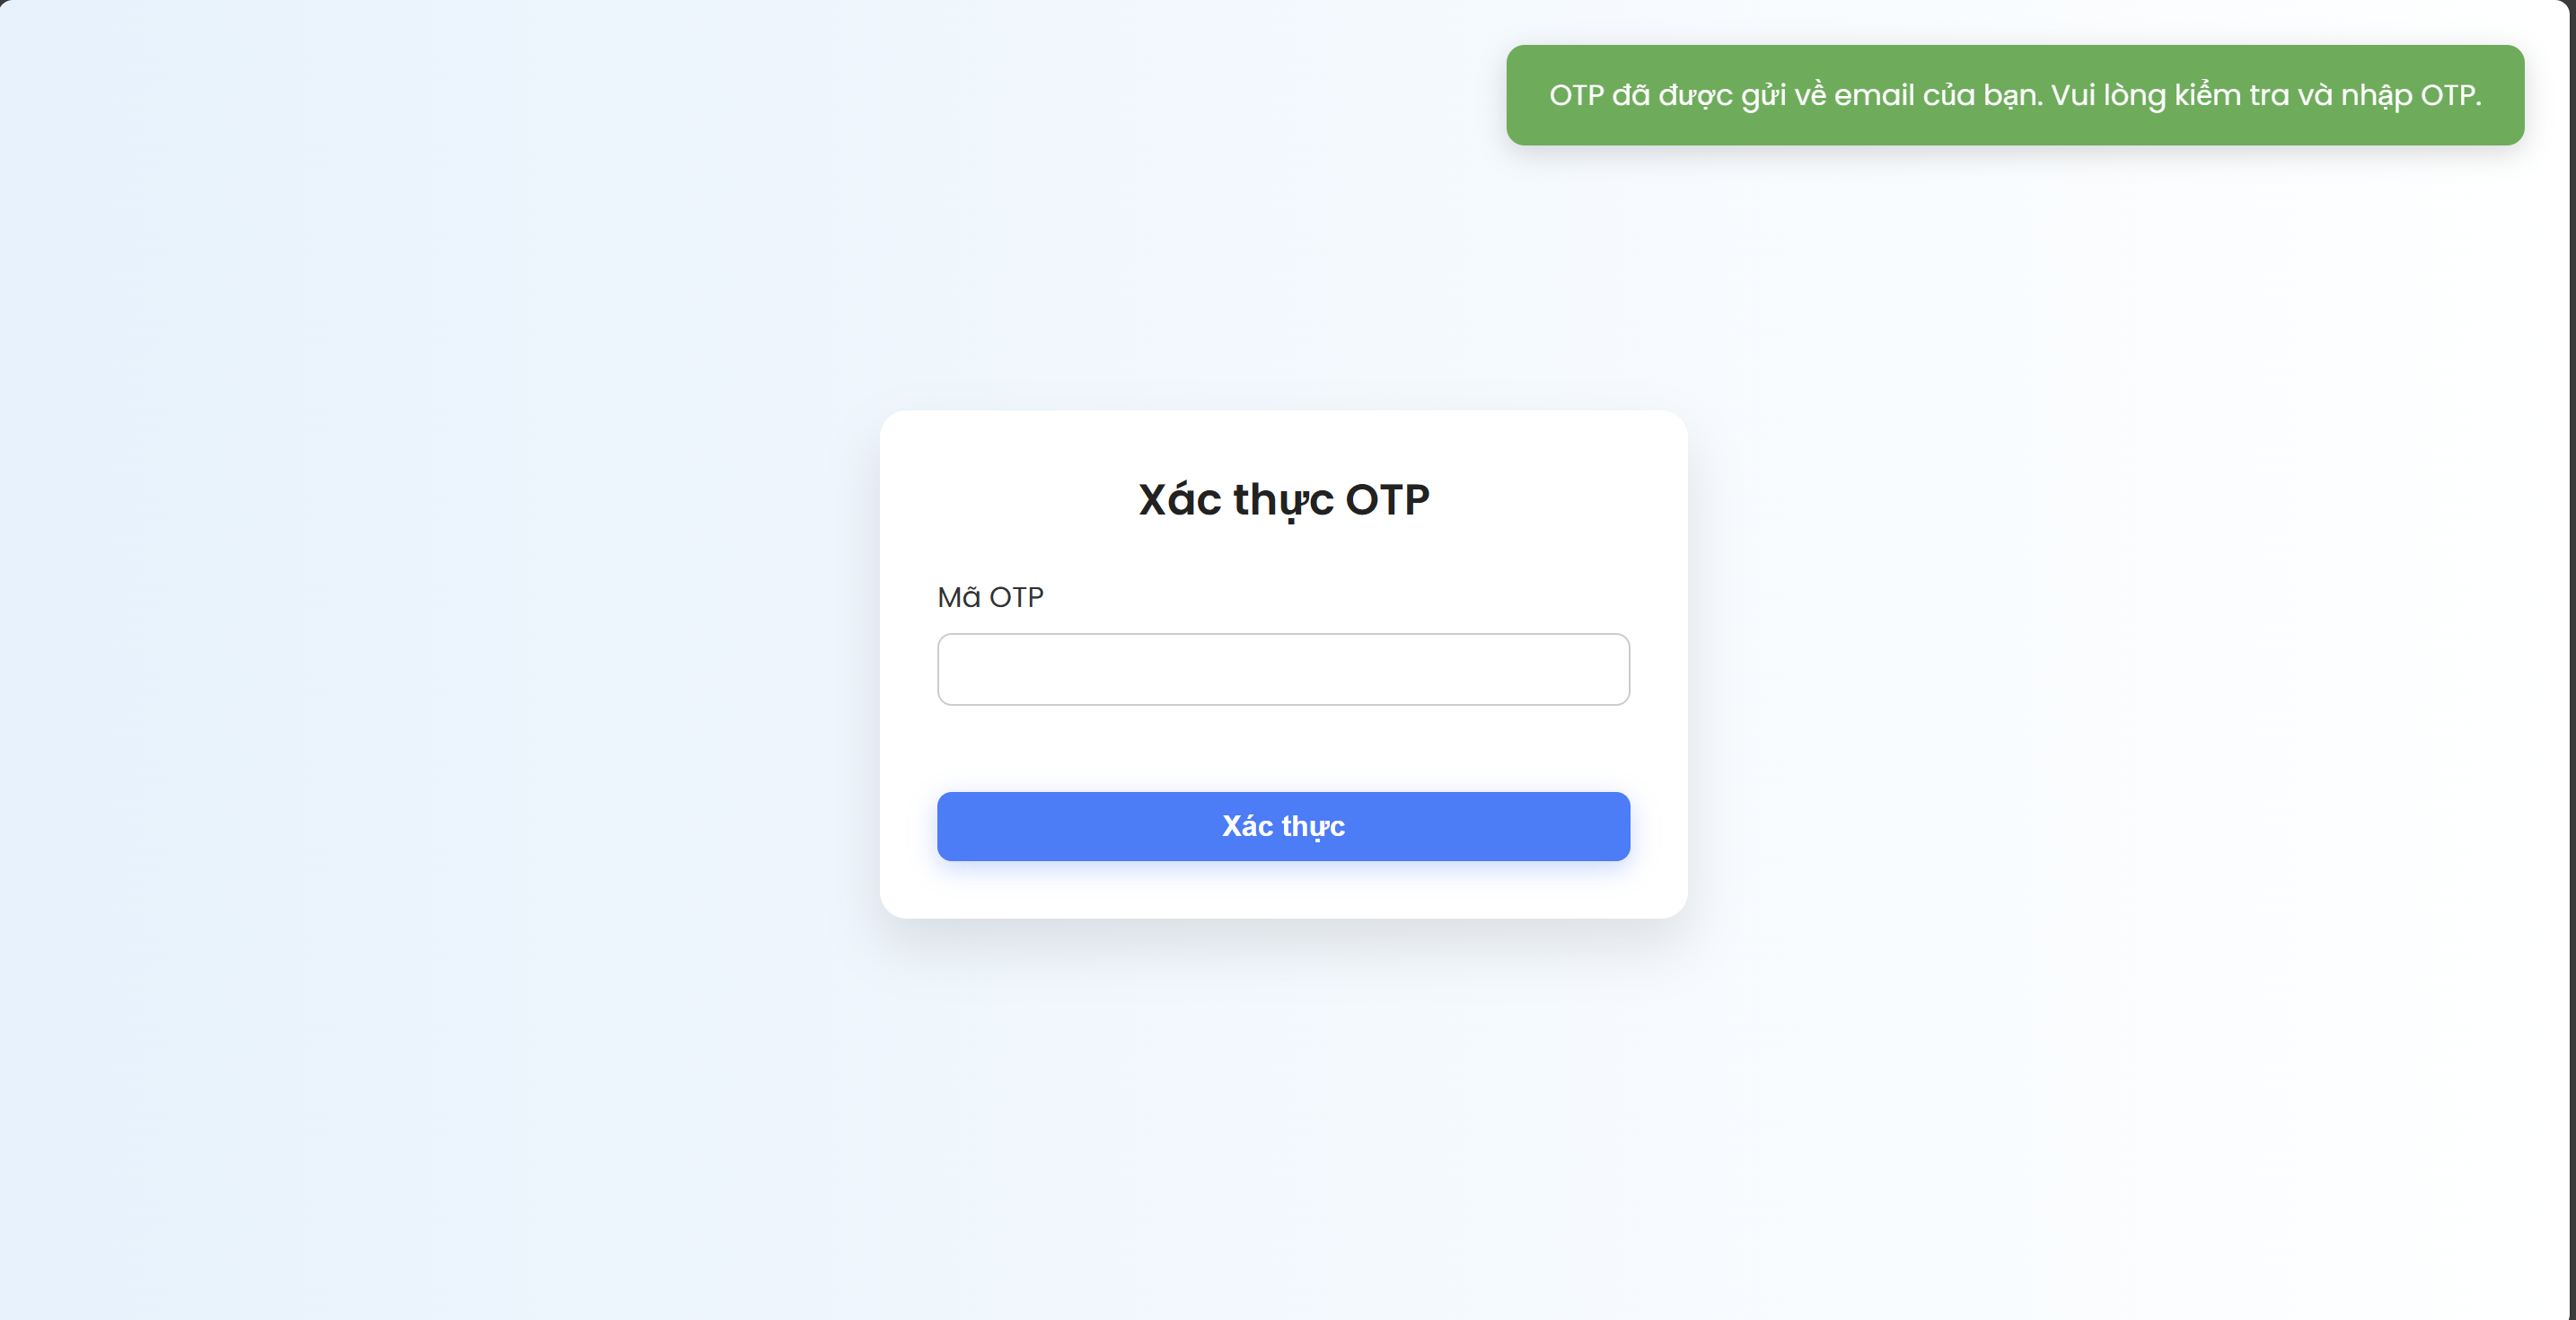 OTP đã được gửi về email của bạn. Vui lòng kiểm tra và nhập OTP.
Xác thực OTP
Mã OTP
Xác thực